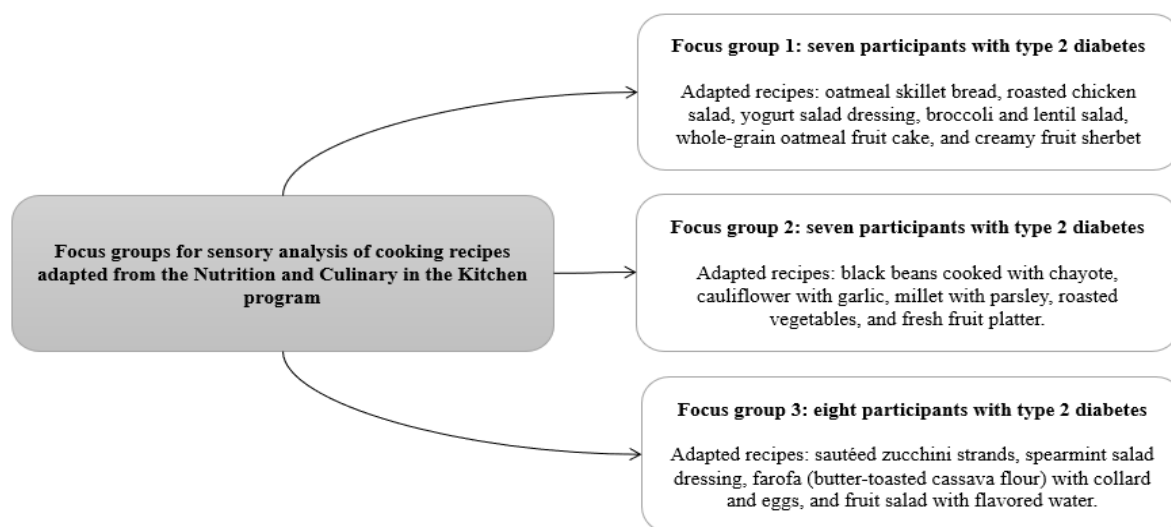 Focus group 1: seven participants with type 2 diabetes
Adapted recipes: oatmeal skillet bread, roasted chicken
salad, yogurt salad dressing, broccoli and lentil salad,
whole-grain oatmeal fruit cake, and creamy fruit sherbet
Focus groups for sensory analysis of cooking recipes
adapted from the Nutrition and Culinary in the Kitchen
program
Focus group 2: seven participants with type 2 diabetes
Adapted recipes: black beans cooked with chayote,
cauliflower with garlic, millet with parsley, roasted
vegetables, and fresh fruit platter.
Focus group 3: eight participants with type 2 diabetes
Adapted recipes: sautéed zucchini strands, spearmint salad
dressing, farofa (butter-toasted cassava flour) with collard
and eggs, and fruit salad with flavored water.